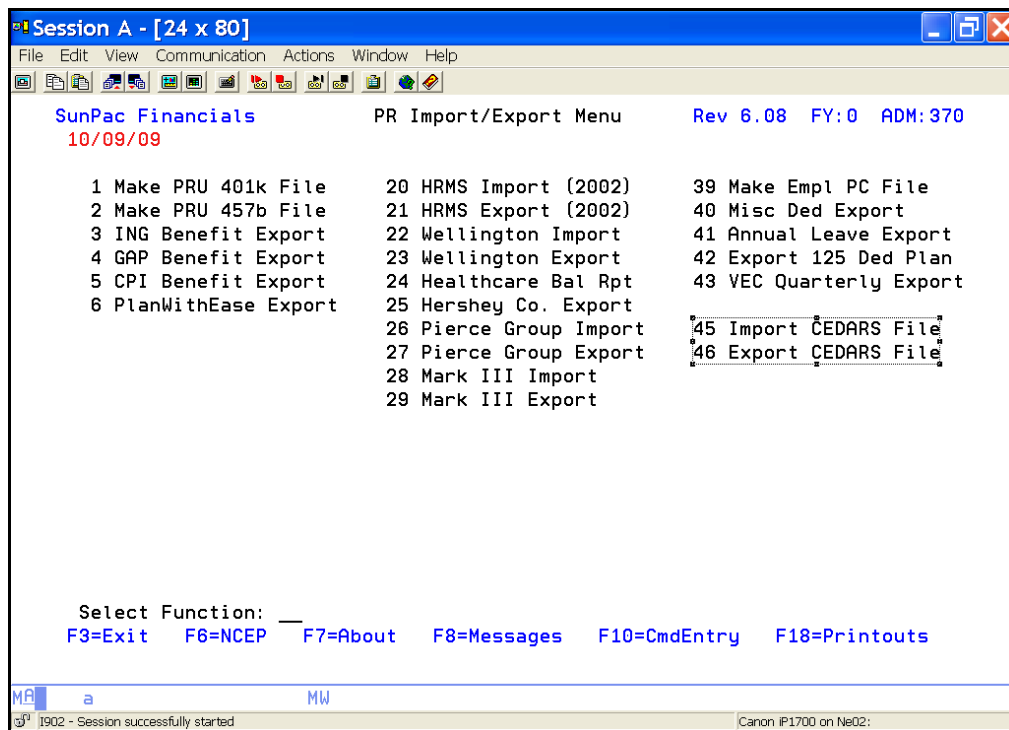 Session A - [24 x 80]
File Edit View Communication Actions Window Help
SunPac Financials PR Import/Export Menu Rev 6.08 FY:0 ADM:370
10/09/09
1 Make PRU 401k File 20 HRMS Import (2002) 39 Make Empl PC File
2 Make PRU 457b File 21 HRMS Export (2002) 40 Misc Ded Export
3 ING Benefit Export 22 Wellington Import 41 Annual Leave Export
4 GAP Benefit Export 23 Wellington Export 42 Export 125 Ded Plan
5 CPI Benefit Export 24 Healthcare Bal Rpt 43 VEC Quarterly Export
6 PlanWithEase Export 25 Hershey Co. Export
26 Pierce Group Import 45 Import CEDARS File
27 Pierce Group Export 46 Export CEDARS File
28 Mark III Import
29 Mark III Export
Select Function: __
F3=Exit F6=NCEP F7=About F8=Messages F10=CmdEntry F18=Printouts
MA a MW
I902 - Session successfully started Canon iP1700 on Ne02: